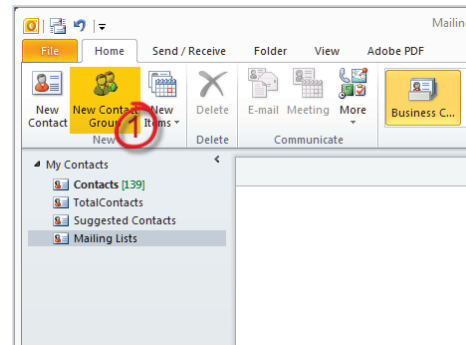 Mailin
File Home Send / Receive Folder View Adobe PDF
New Contact
New Contact Group
New Items
Delete
E-mail
Meeting
More
Business C...
New Delete Communicate
1
My Contacts
Contacts [139]
TotalContacts
Suggested Contacts
Mailing Lists